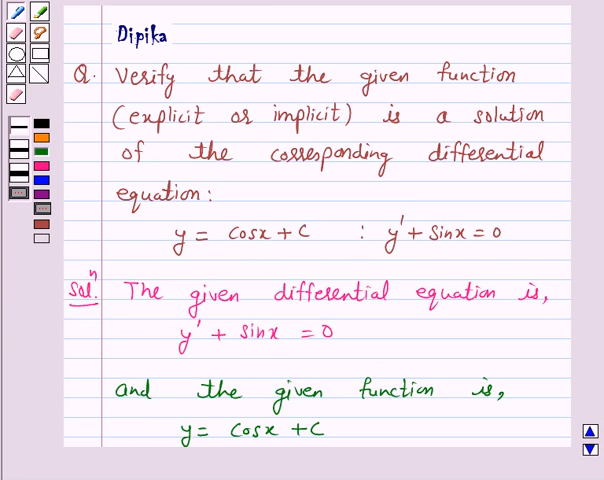 Dipika
Q. Verify that the given function
(explicit or implicit) is a solution
of the corresponding differential
equation:
y = cosx + C : y' + sinx = 0
Solⁿ. The given differential equation is,
y' + sinx = 0
and the given function is,
y = cosx + C